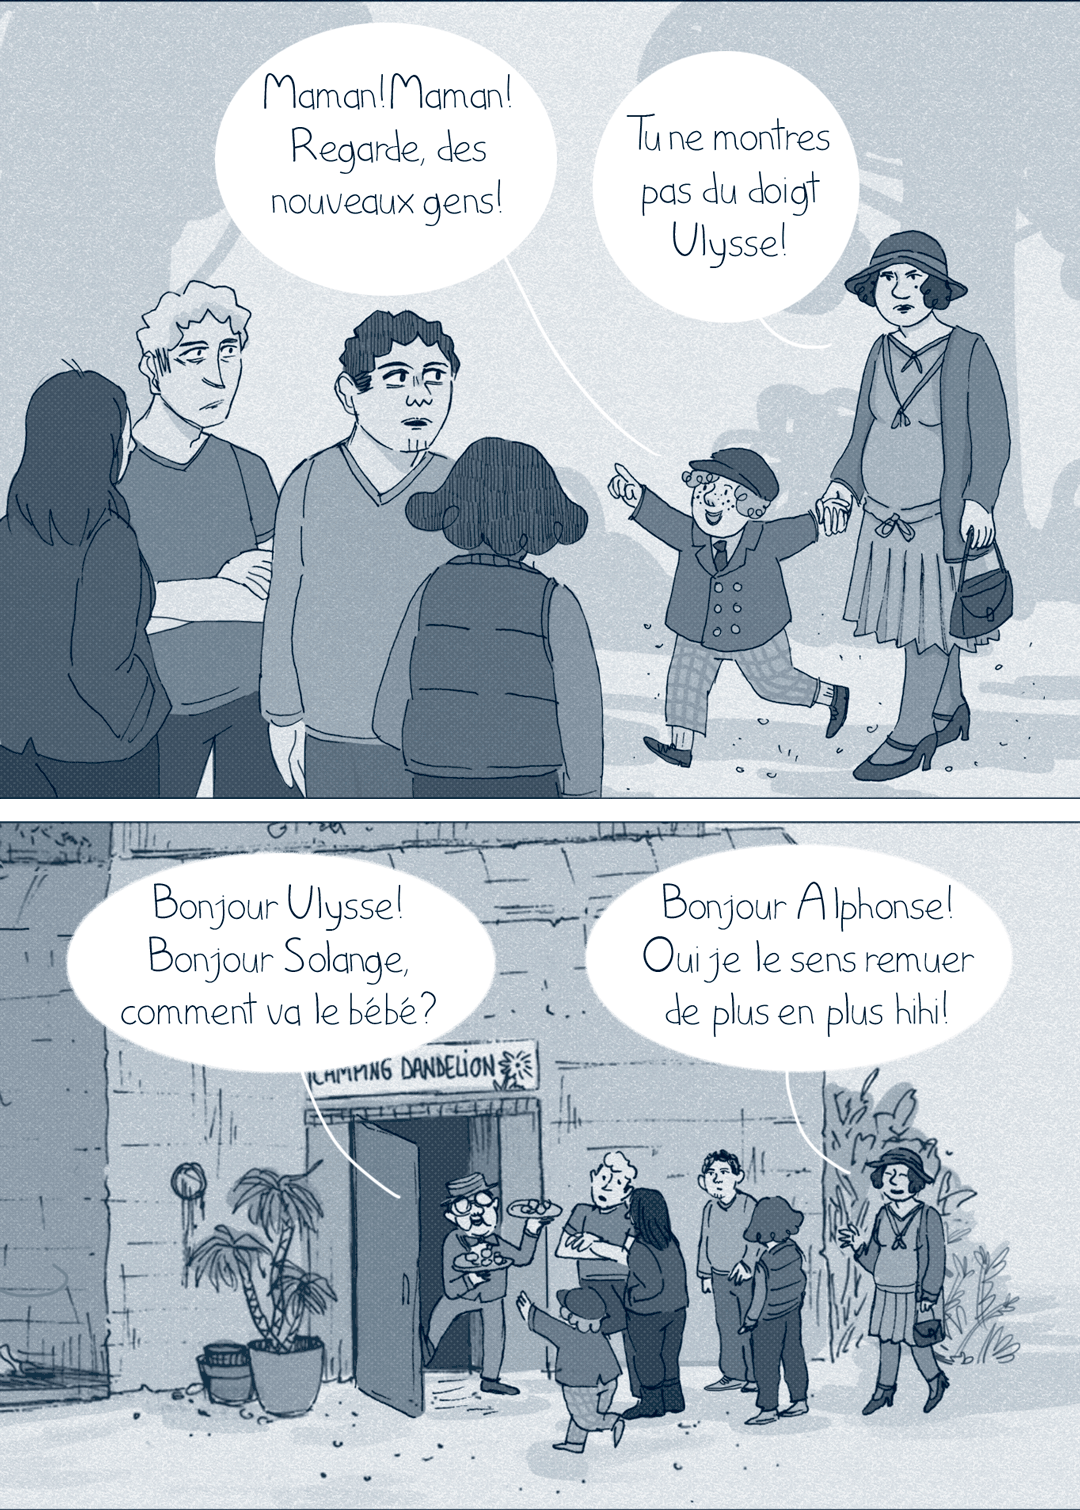 Maman! Maman!
Regarde, des
nouveaux gens!
Tu ne montres
pas du doigt
Ulysse!
Bonjour Ulysse!
Bonjour Solange,
comment va le bébé?
Bonjour Alphonse!
Oui je le sens remuer
de plus en plus hihi!
CAMPING DANDELION